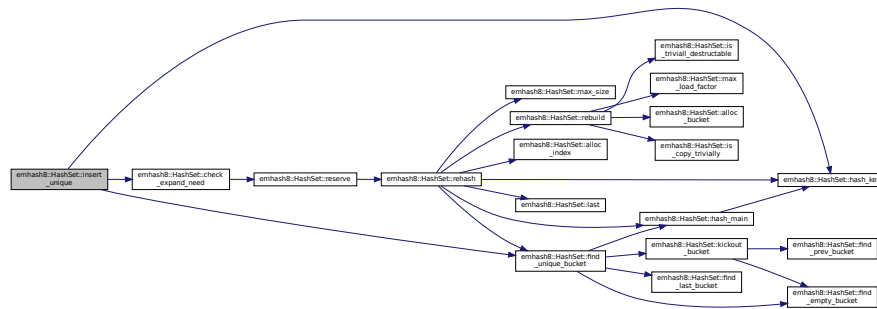 emhash8::HashSet::insert
_unique
emhash8::HashSet::check
_expand_need
emhash8::HashSet::reserve
emhash8::HashSet::rehash
emhash8::HashSet::max_size
emhash8::HashSet::rebuild
emhash8::HashSet::alloc
_index
emhash8::HashSet::last
emhash8::HashSet::find
_unique_bucket
emhash8::HashSet::is
_triviall_destructable
emhash8::HashSet::max
_load_factor
emhash8::HashSet::alloc
_bucket
emhash8::HashSet::is
_copy_trivially
emhash8::HashSet::hash_main
emhash8::HashSet::kickout
_bucket
emhash8::HashSet::find
_last_bucket
emhash8::HashSet::hash_ke
emhash8::HashSet::find
_prev_bucket
emhash8::HashSet::find
_empty_bucket